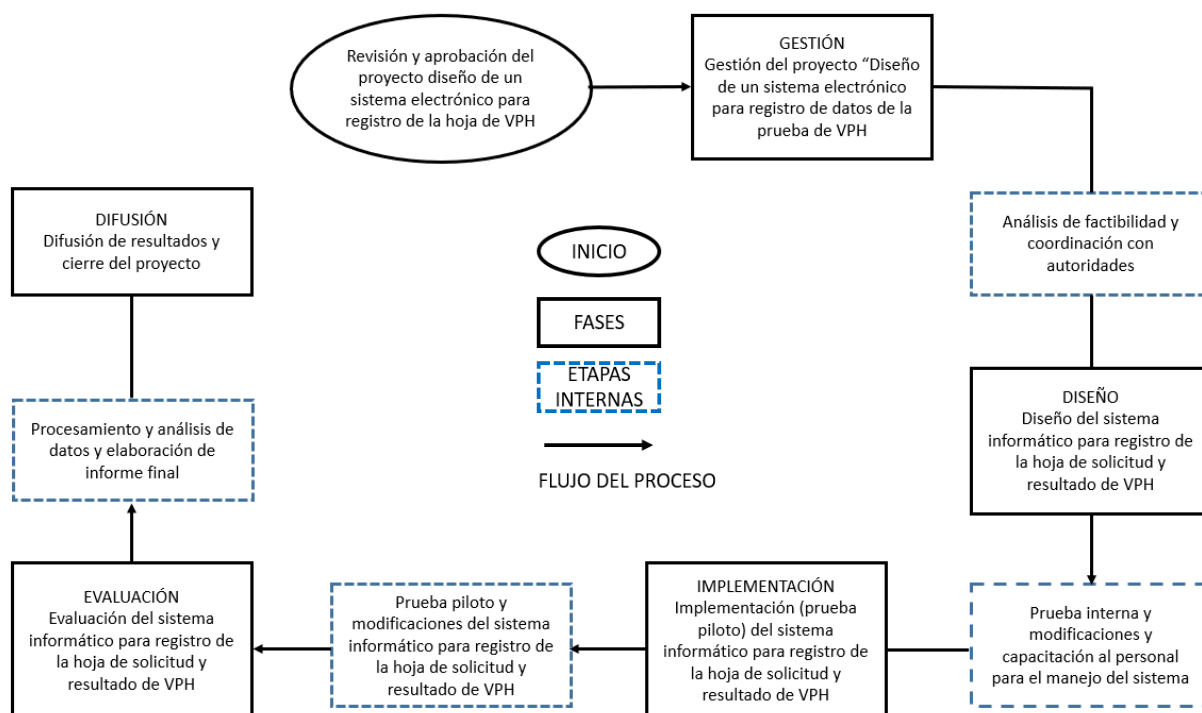 Revisión y aprobación del
proyecto diseño de un
sistema electrónico para
registro de la hoja de VPH
GESTIÓN
Gestión del proyecto “Diseño
de un sistema electrónico
para registro de datos de la
prueba de VPH
Análisis de factibilidad y
coordinación con
autoridades
DISEÑO
Diseño del sistema
informático para registro de
la hoja de solicitud y
resultado de VPH
Prueba interna y
modificaciones y
capacitación al personal
para el manejo del sistema
IMPLEMENTACIÓN
Implementación (prueba
piloto) del sistema
informático para registro de
la hoja de solicitud y
resultado de VPH
Prueba piloto y
modificaciones del sistema
informático para registro de
la hoja de solicitud y
resultado de VPH
EVALUACIÓN
Evaluación del sistema
informático para registro de
la hoja de solicitud y
resultado de VPH
Procesamiento y análisis de
datos y elaboración de
informe final
DIFUSIÓN
Difusión de resultados y
cierre del proyecto
INICIO
FASES
ETAPAS
INTERNAS
FLUJO DEL PROCESO